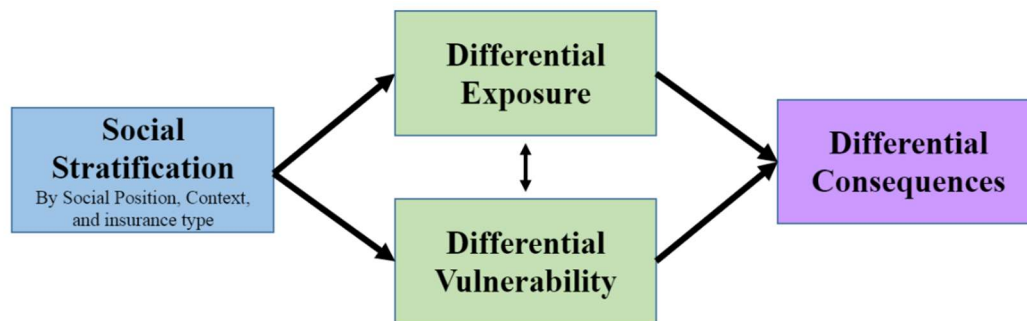 Social
Stratification
By Social Position, Context,
and insurance type
Differential
Exposure
Differential
Vulnerability
Differential
Consequences